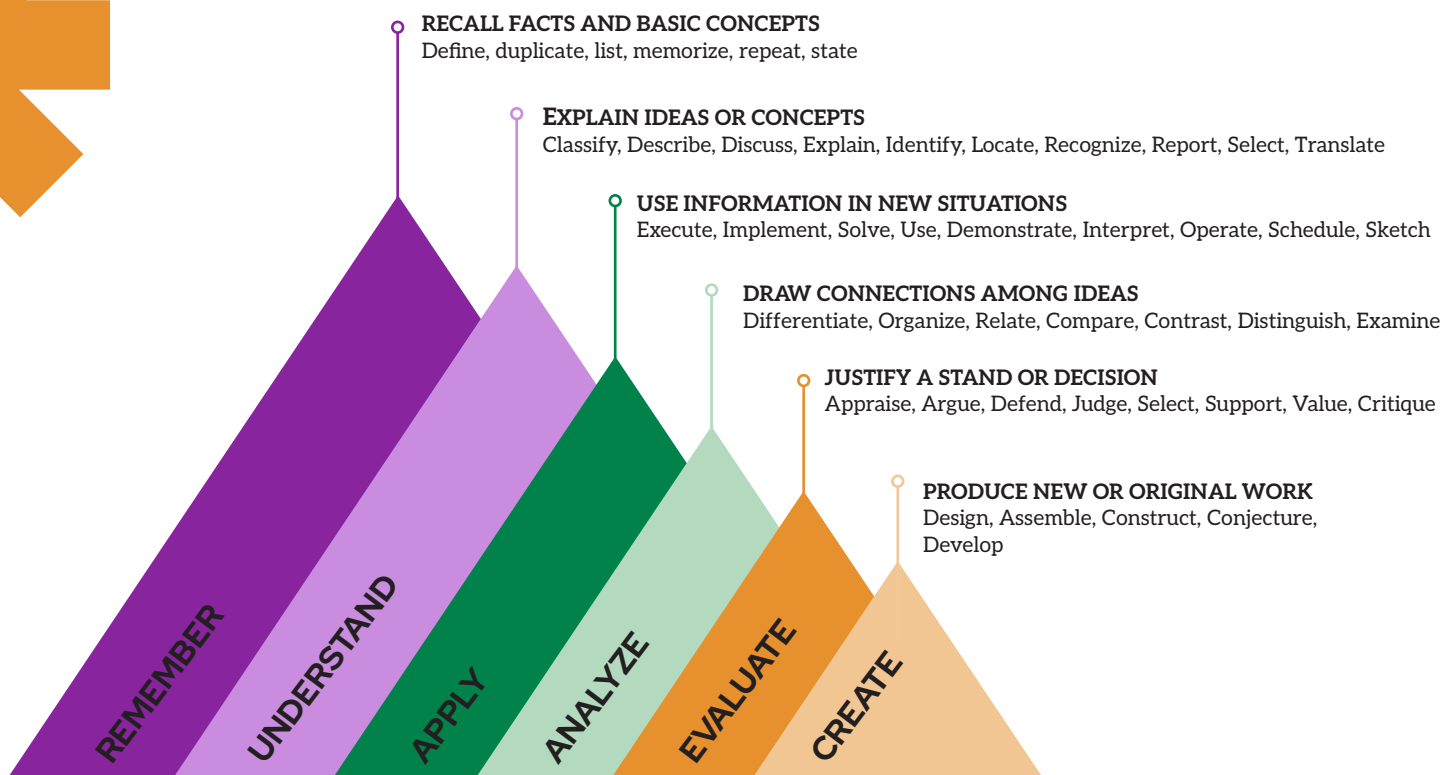 RECALL FACTS AND BASIC CONCEPTS
Define, duplicate, list, memorize, repeat, state
EXPLAIN IDEAS OR CONCEPTS
Classify, Describe, Discuss, Explain, Identify, Locate, Recognize, Report, Select, Translate
USE INFORMATION IN NEW SITUATIONS
Execute, Implement, Solve, Use, Demonstrate, Interpret, Operate, Schedule, Sketch
DRAW CONNECTIONS AMONG IDEAS
Differentiate, Organize, Relate, Compare, Contrast, Distinguish, Examine
JUSTIFY A STAND OR DECISION
Appraise, Argue, Defend, Judge, Select, Support, Value, Critique
PRODUCE NEW OR ORIGINAL WORK
Design, Assemble, Construct, Conjecture,
Develop
REMEMBER
UNDERSTAND
APPLY
ANALYZE
EVALUATE
CREATE